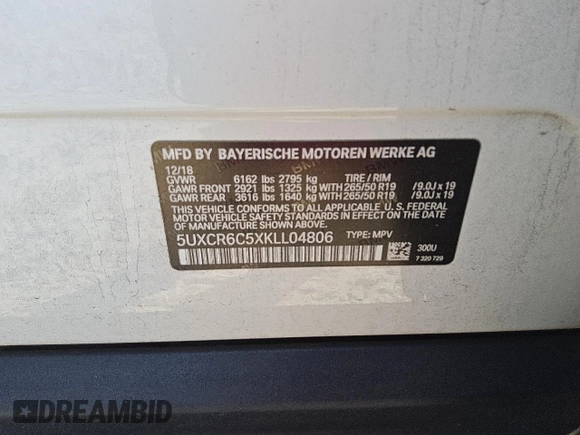 MFD BY BAYERISCHE MOTOREN WERKE AG
12/18
GVWR 6162 lbs 2795 kg TIRE / RIM
GAWR FRONT 2921 lbs 1325 kg WITH 265/50 R19 /9.0J x 19
GAWR REAR 3616 lbs 1640 kg WITH 265/50 R19 /9.0J x 19
THIS VEHICLE CONFORMS TO ALL APPLICABLE U.S. FEDERAL
MOTOR VEHICLE SAFETY AND THEFT PREVENTION STANDARDS
IN EFFECT ON THE DATE OF MANUFACTURE SHOWN ABOVE.
5UXCR6C5XKLL04806 TYPE: MPV
300U
7 320 729
DREAMBID